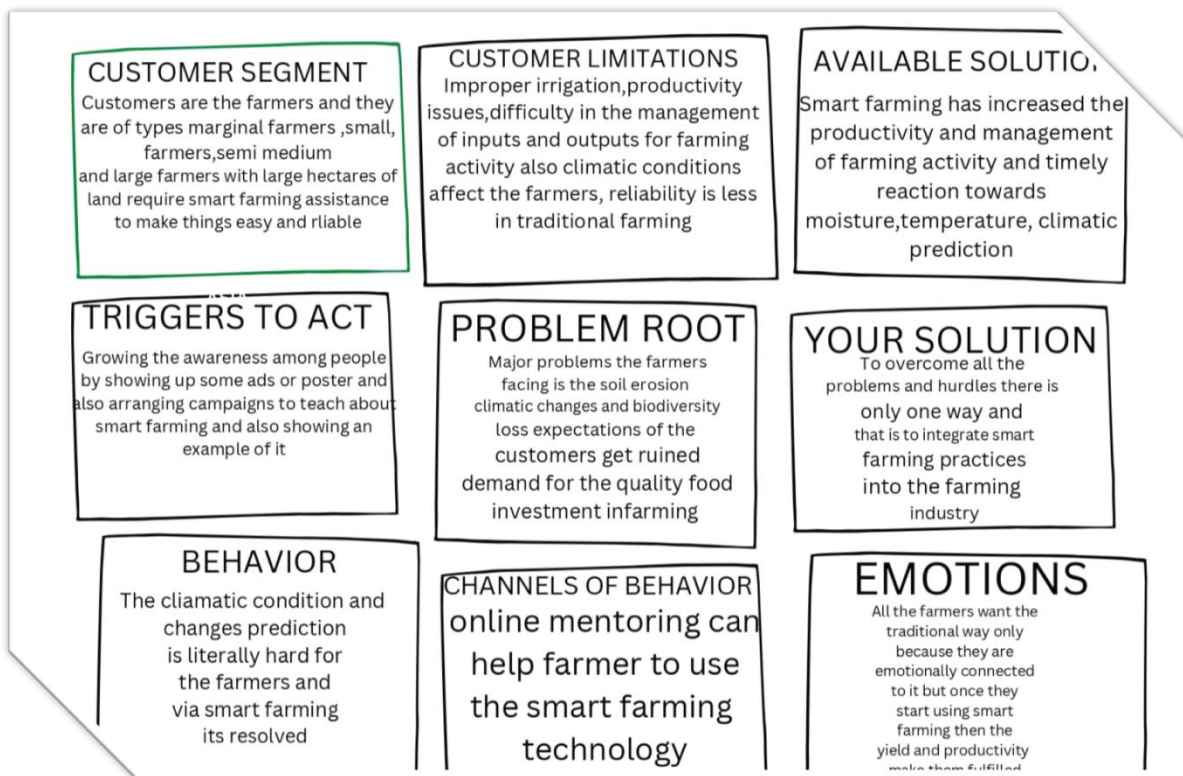 CUSTOMER SEGMENT
Customers are the farmers and they
are of types marginal farmers ,small,
farmers,semi medium
and large farmers with large hectares of
land require smart farming assistance
to make things easy and rliable
CUSTOMER LIMITATIONS
Improper irrigation,productivity
issues,difficulty in the management
of inputs and outputs for farming
activity also climatic conditions
affect the farmers, reliability is less
in traditional farming
AVAILABLE
Smart farming has increased the
productivity and management
of farming activity and timely
reaction towards
moisture,temperature, climatic
prediction
TRIGGERS TO ACT
Growing the awareness among people
by showing up some ads or poster and
also arranging campaigns to teach about
smart farming and also showing an
example of it
PROBLEM ROOT
Major problems the farmers
facing is the soil erosion
climatic changes and biodiversity
loss expectations of the
customers get ruined
demand for the quality food
investment infarming
YOUR SOLUTION
To overcome all the
problems and hurdles there is
only one way and
that is to integrate smart
farming practices
into the farming
industry
BEHAVIOR
The cliamatic condition and
changes prediction
is literally hard for
the farmers and
via smart farming
its resolved
CHANNELS OF BEHAVIOR
online mentoring can
help farmer to use
the smart farming
technology
EMOTIONS
All the farmers want the
traditional way only
because they are
emotionally connected
to it but once they
start using smart
farming then the
yield and productivity
make them fulfilled